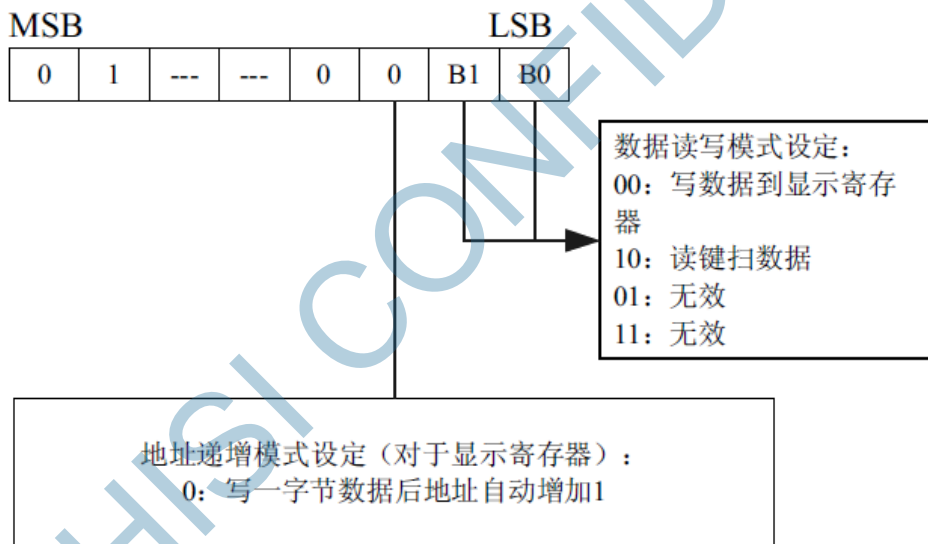 MSB LSB
0 1 --- --- 0 0 B1 B0
数据读写模式设定：
00：写数据到显示寄存
器
10：读键扫数据
01：无效
11：无效
地址递增模式设定（对于显示寄存器）：
0：写一字节数据后地址自动增加1
HISI CONFID